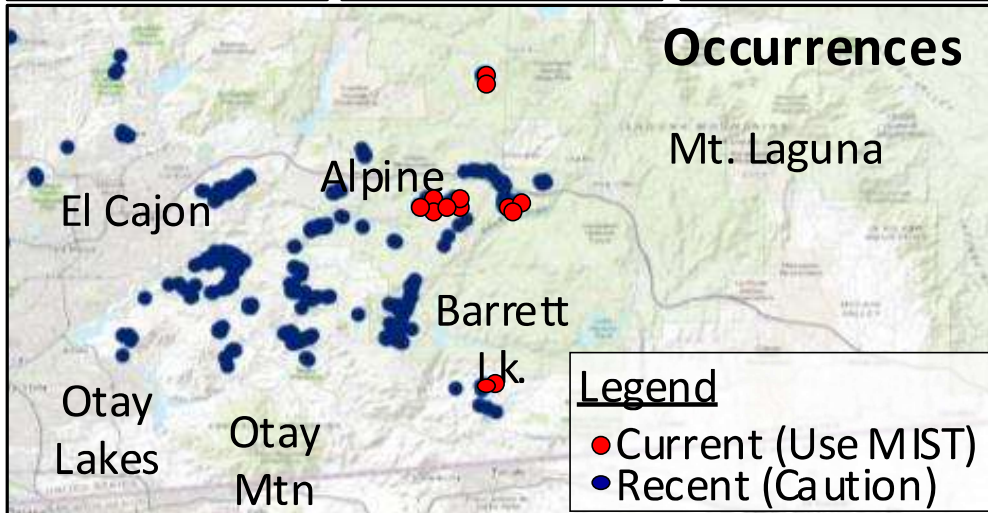 Occurrences
Mt. Laguna
Alpine
El Cajon
Barrett
Lk.
Otay
Lakes
Otay
Mtn
Legend
Current (Use MIST)
Recent (Caution)